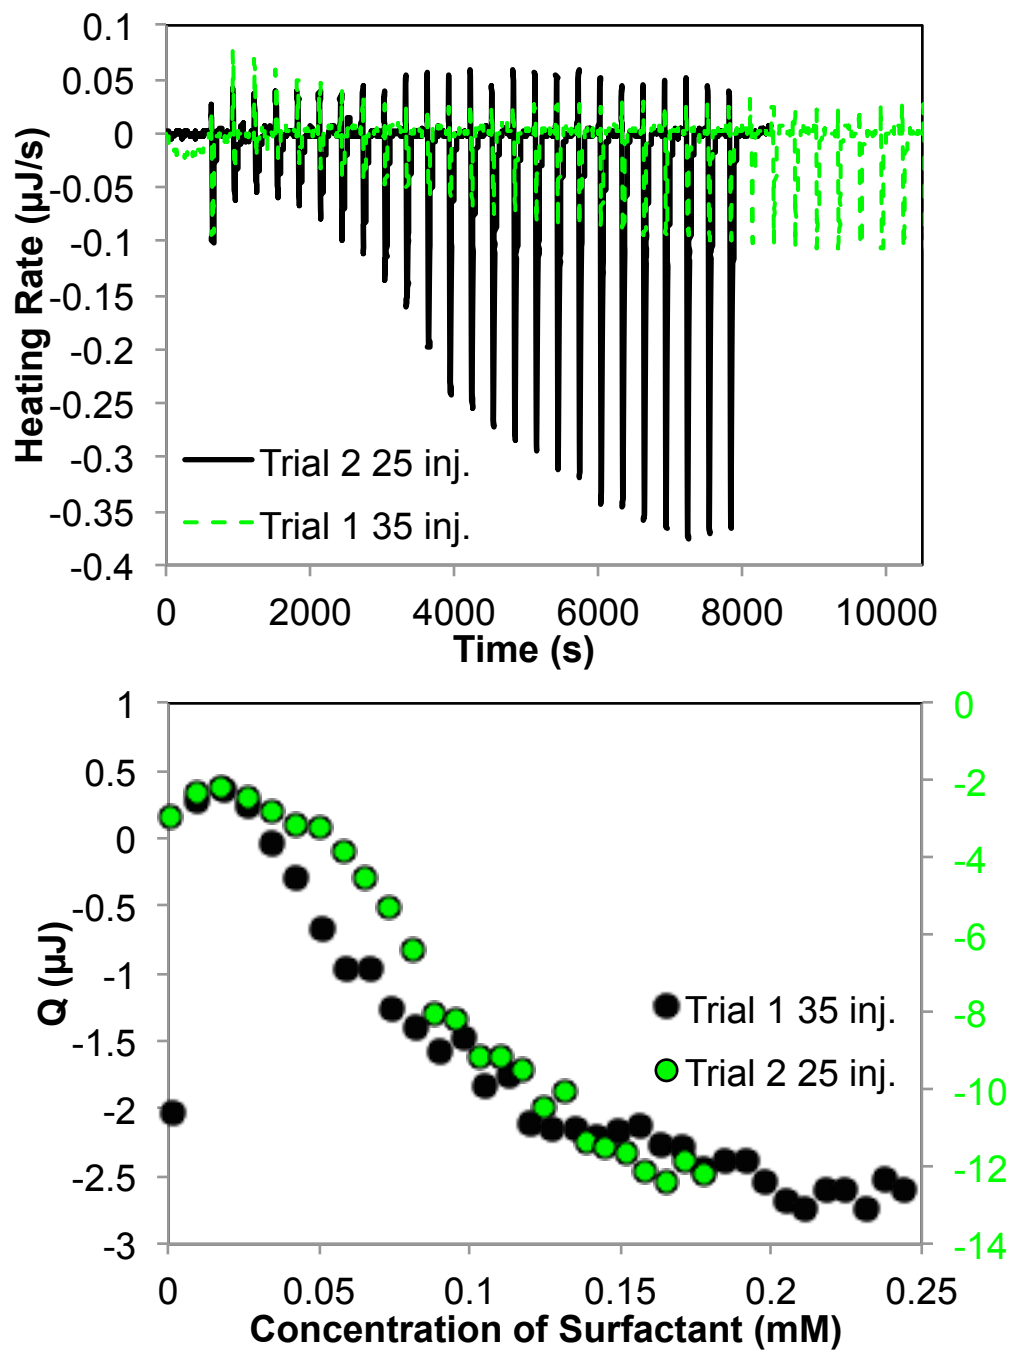 0.1
0.05
0
-0.05
-0.1
-0.15
-0.2
-0.25
-0.3
-0.35
-0.4
Heating Rate (µJ/s)
Trial 2 25 inj.
Trial 1 35 inj.
0 2000 4000 6000 8000 10000
Time (s)
1
0.5
0
-0.5
-1
-1.5
-2
-2.5
-3
Q (µJ)
0
-2
-4
-6
-8
-10
-12
-14
Trial 1 35 inj.
Trial 2 25 inj.
0 0.05 0.1 0.15 0.2 0.25
Concentration of Surfactant (mM)